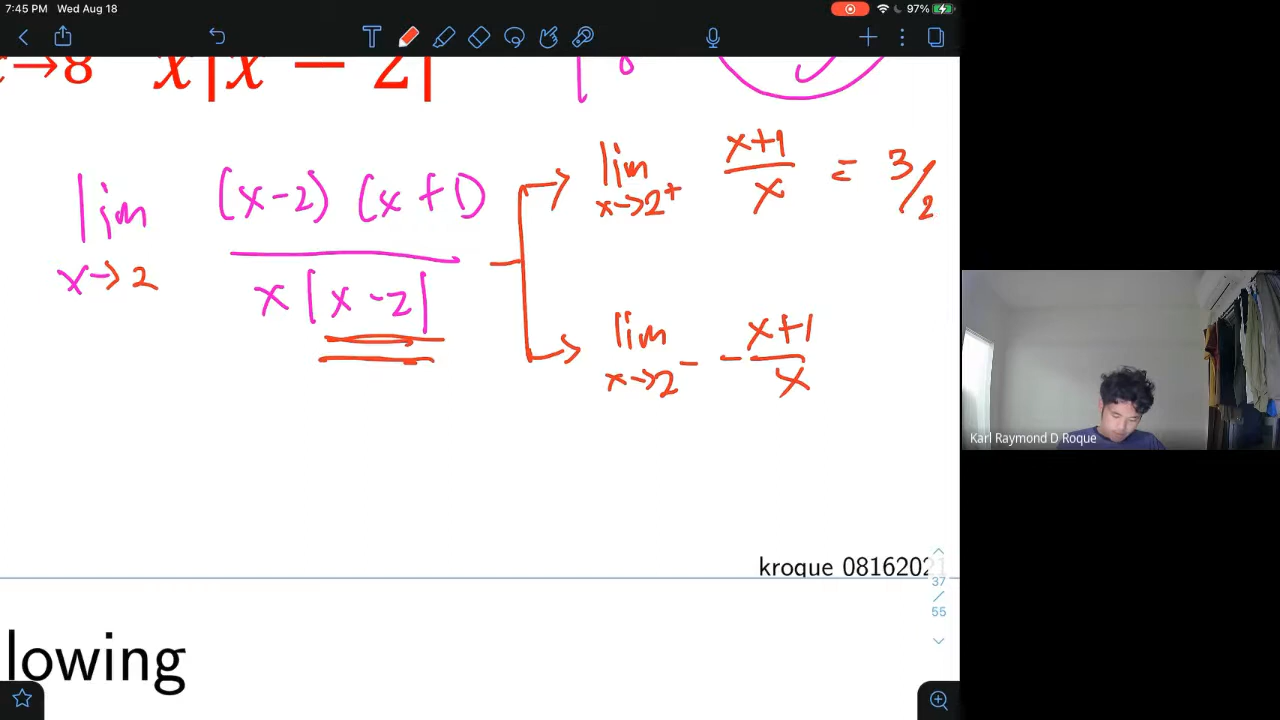 7:45 PM Wed Aug 18
97%
→8 x|x − 2|
lim x→2 (x-2) (x+1) / x|x-2|
lim x→2+ x+1 / x = 3/2
lim x→2- - x+1 / x
Karl Raymond D Roque
kroque 08162021
37 / 55
lowing